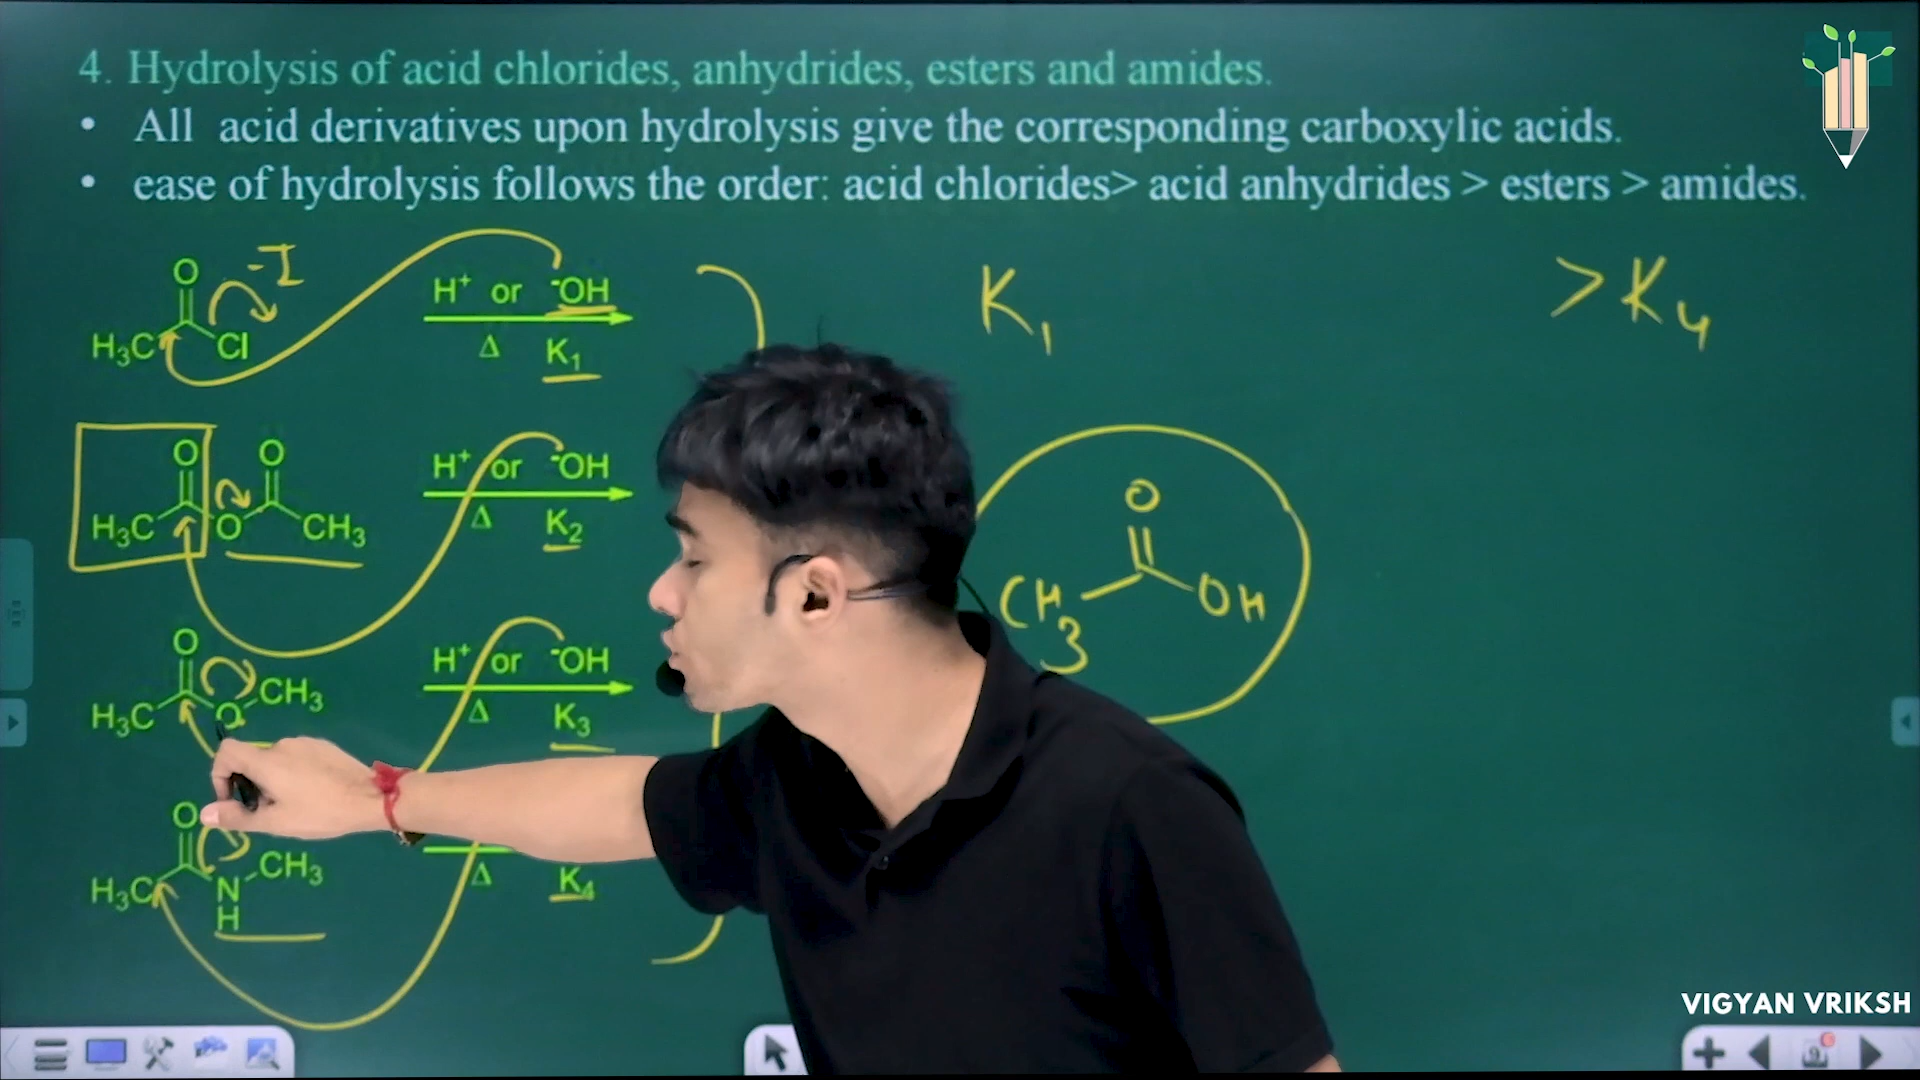 4. Hydrolysis of acid chlorides, anhydrides, esters and amides.
• All acid derivatives upon hydrolysis give the corresponding carboxylic acids.
• ease of hydrolysis follows the order: acid chlorides> acid anhydrides > esters > amides.
O -I
H₃C Cl
H⁺ or ⁻OH
Δ K₁
K₁ >K₄
O O
H₃C O CH₃
H⁺ or ⁻OH
Δ K₂
O
CH₃ OH
O
H₃C O CH₃
H⁺ or ⁻OH
Δ K₃
O
H₃C N CH₃
H
Δ K₄
VIGYAN VRIKSH